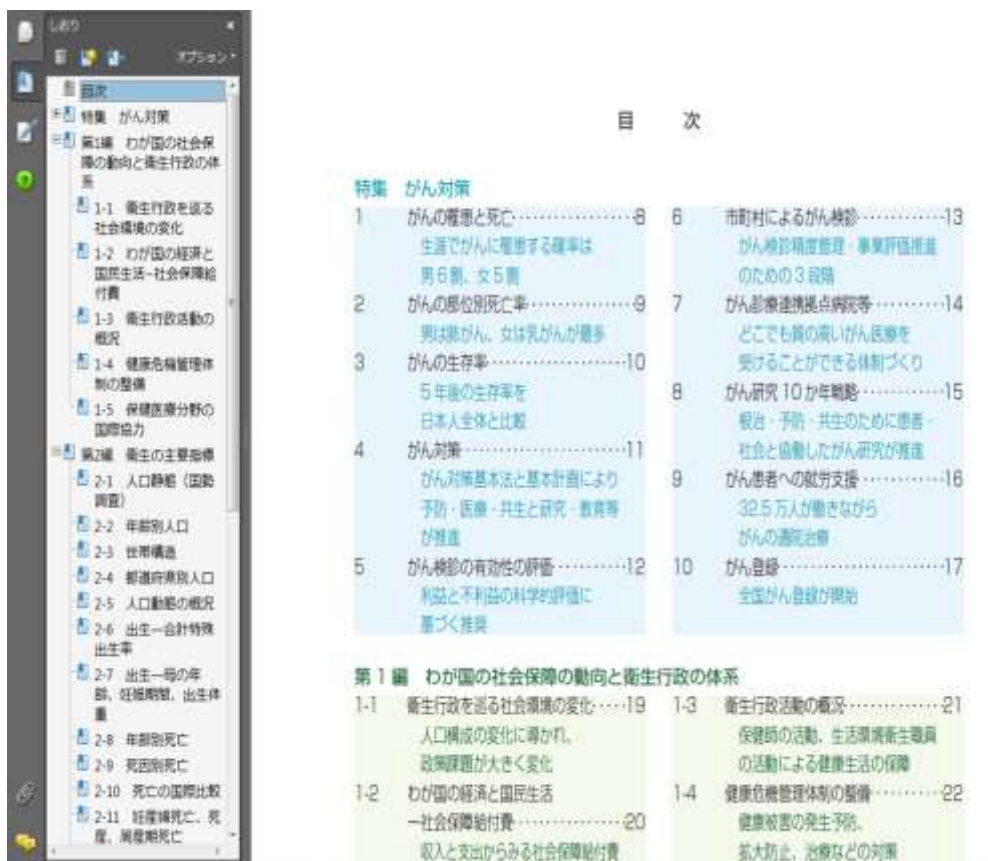 しおり
オプション
目次
特集 がん対策
第1編 わが国の社会保
障の動向と衛生行政の体
系
1-1 衛生行政を巡る
社会環境の変化
1-2 わが国の経済と
国民生活-社会保障給
付費
1-3 衛生行政活動の
概況
1-4 健康危機管理体
制の整備
1-5 保健医療分野の
国際協力
第2編 衛生の主要指標
2-1 人口静態(国勢
調査)
2-2 年齢別人口
2-3 世帯構造
2-4 都道府県別人口
2-5 人口動態の概況
2-6 出生―合計特殊
出生率
2-7 出生―母の年
齢、妊娠期間、出生体
重
2-8 年齢別死亡
2-9 死因別死亡
2-10 死亡の国際比較
2-11 妊産婦死亡、死
産、周産期死亡
目 次
特集 がん対策
1 がんの罹患と死亡················8
生涯でがんに罹患する確率は
男6割、女5割
2 がんの部位別死亡率··············9
男は肺がん、女は乳がんが最多
3 がんの生存率··················10
5年後の生存率を
日本人全体と比較
4 がん対策······················11
がん対策基本法と基本計画により
予防・医療・共生と研究・教育等
が推進
5 がん検診の有効性の評価··········12
利益と不利益の科学的評価に
基づく推奨
6 市町村によるがん検診············13
がん検診精度管理・事業評価推進
のための3段階
7 がん診療連携拠点病院等··········14
どこでも質の高いがん医療を
受けることができる体制づくり
8 がん研究10か年戦略············15
根治・予防・共生のために患者・
社会と協働したがん研究が推進
9 がん患者への就労支援············16
32.5万人が働きながら
がんの通院治療
10 がん登録······················17
全国がん登録が開始
第1編 わが国の社会保障の動向と衛生行政の体系
1-1 衛生行政を巡る社会環境の変化·····19
人口構成の変化に導かれ、
政策課題が大きく変化
1-2 わが国の経済と国民生活
―社会保障給付費················20
収入と支出からみる社会保障給付費
1-3 衛生行政活動の概況··············21
保健師の活動、生活環境衛生職員
の活動による健康生活の保障
1-4 健康危機管理体制の整備··········22
健康被害の発生予防、
拡大防止、治療などの対策